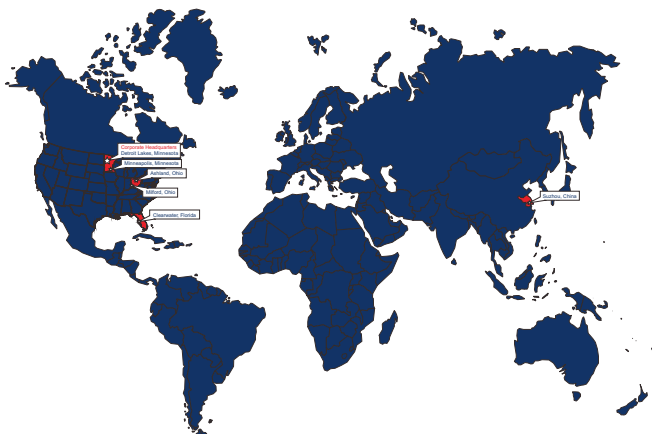 Corporate Headquarters
Detroit Lakes, Minnesota
Minneapolis, Minnesota
Ashland, Ohio
Milford, Ohio
Clearwater, Florida
Suzhou, China